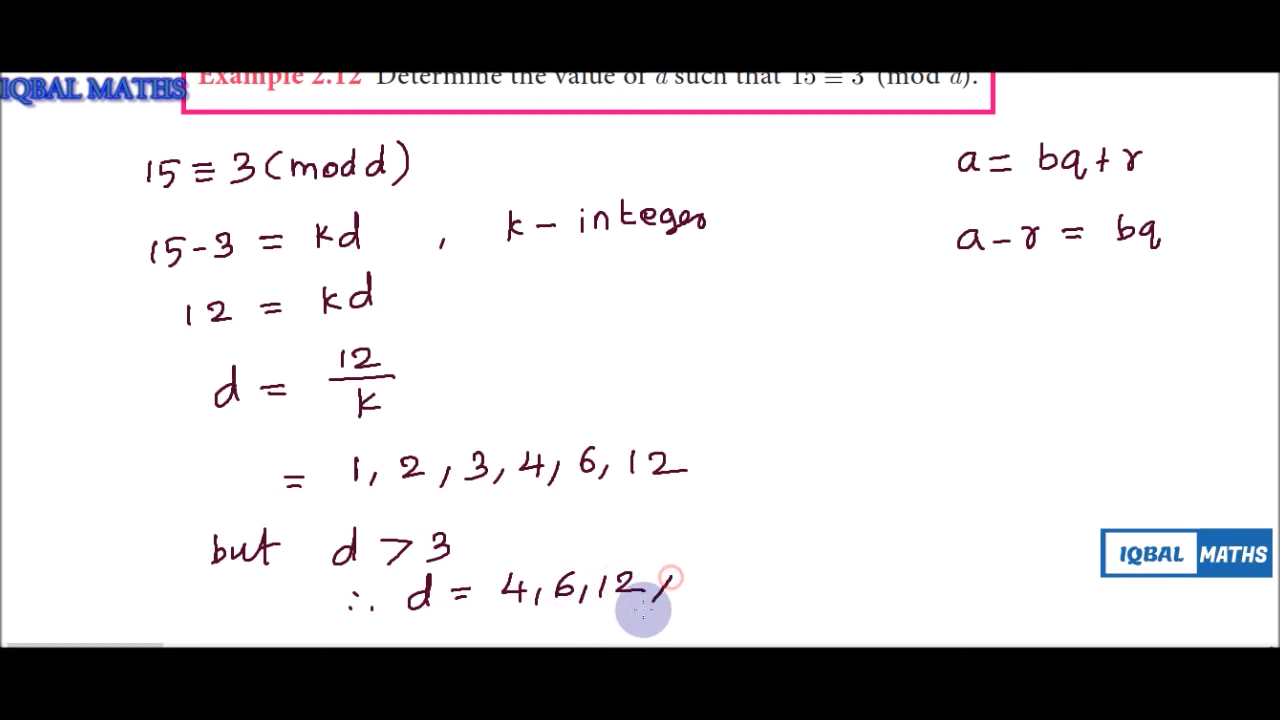 Example 2.12 Determine the value of d such that 15 ≡ 3 (mod d).
IQBAL MATHS
15 ≡ 3 (mod d)
a = bq + r
15 - 3 = kd , k - integer
a - r = bq
12 = kd
d = 12/k
= 1, 2, 3, 4, 6, 12
but d > 3
IQBAL MATHS
∴ d = 4, 6, 12,